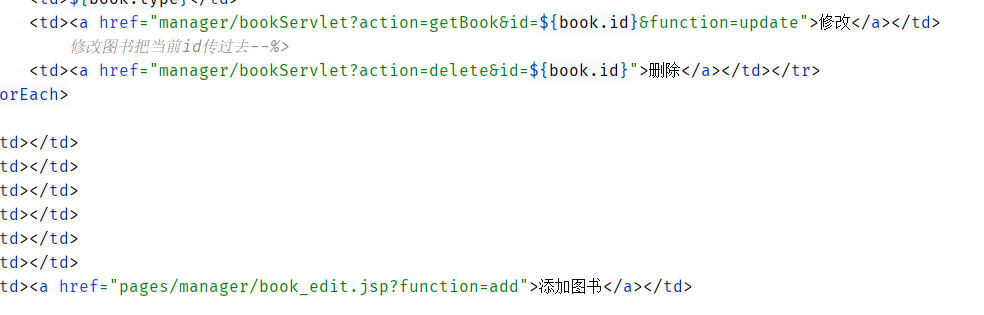 <td>${book.type}</td>
<td><a href="manager/bookServlet?action=getBook&id=${book.id}&function=update">修改</a></td>
修改图书把当前id传过去--%>
<td><a href="manager/bookServlet?action=delete&id=${book.id}">删除</a></td></tr>
orEach>
td></td>
td></td>
td></td>
td></td>
td></td>
td></td>
td><a href="pages/manager/book_edit.jsp?function=add">添加图书</a></td>